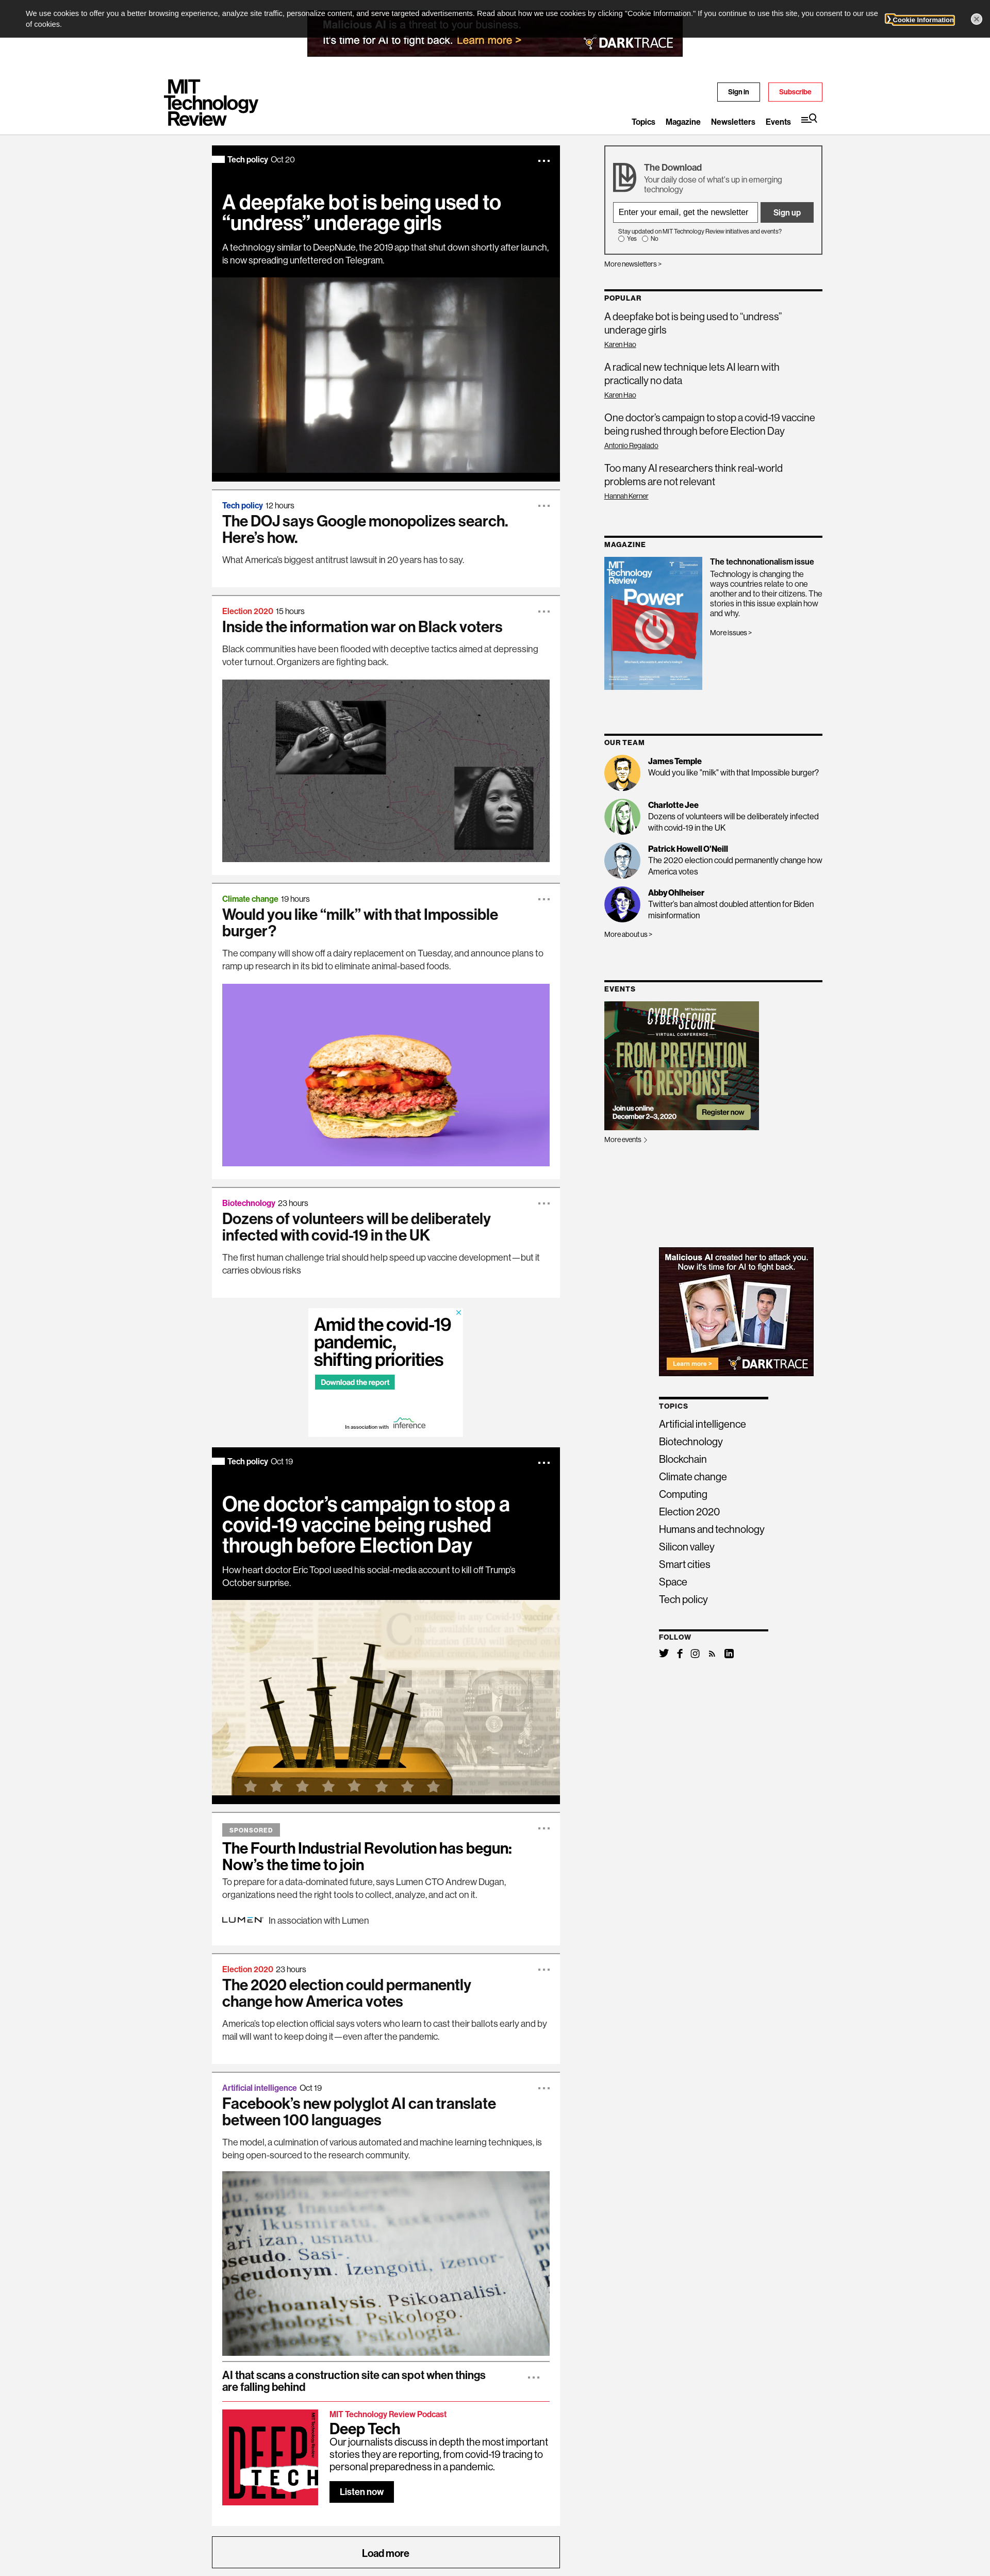 We use cookies to offer you a better browsing experience, analyze site traffic, personalize content, and serve targeted advertisements. Read about how we use cookies by clicking "Cookie Information." If you continue to use this site, you consent to our use
of cookies.
Cookie Information
Malicious AI is a threat to your business.
It's time for AI to fight back. Learn more >
DARKTRACE
MIT
Technology
Review
Sign in
Subscribe
Topics
Magazine
Newsletters
Events
Tech policy Oct 20
A deepfake bot is being used to
“undress” underage girls
A technology similar to DeepNude, the 2019 app that shut down shortly after launch,
is now spreading unfettered on Telegram.
Tech policy 12 hours
The DOJ says Google monopolizes search.
Here’s how.
What America’s biggest antitrust lawsuit in 20 years has to say.
Election 2020 15 hours
Inside the information war on Black voters
Black communities have been flooded with deceptive tactics aimed at depressing
voter turnout. Organizers are fighting back.
Climate change 19 hours
Would you like “milk” with that Impossible
burger?
The company will show off a dairy replacement on Tuesday, and announce plans to
ramp up research in its bid to eliminate animal-based foods.
Biotechnology 23 hours
Dozens of volunteers will be deliberately
infected with covid-19 in the UK
The first human challenge trial should help speed up vaccine development—but it
carries obvious risks
Amid the covid-19
pandemic,
shifting priorities
Download the report
In association with inference
Tech policy Oct 19
One doctor’s campaign to stop a
covid-19 vaccine being rushed
through before Election Day
How heart doctor Eric Topol used his social-media account to kill off Trump’s
October surprise.
SPONSORED
The Fourth Industrial Revolution has begun:
Now’s the time to join
To prepare for a data-dominated future, says Lumen CTO Andrew Dugan,
organizations need the right tools to collect, analyze, and act on it.
LUMEN In association with Lumen
Election 2020 23 hours
The 2020 election could permanently
change how America votes
America’s top election official says voters who learn to cast their ballots early and by
mail will want to keep doing it—even after the pandemic.
Artificial intelligence Oct 19
Facebook’s new polyglot AI can translate
between 100 languages
The model, a culmination of various automated and machine learning techniques, is
being open-sourced to the research community.
runing. Ikusmiratu,
ari izan, usnatu.
pseudo. Sasi-.
pseudonym. Izengoiti, izenor-
de.
psychoanalysis. Psikoanalisi.
psychologist. Psikologo.
Psikologia.
Psikopata.
AI that scans a construction site can spot when things
are falling behind
DEEP
TECH
MIT Technology Review Podcast
Deep Tech
Our journalists discuss in depth the most important
stories they are reporting, from covid-19 tracing to
personal preparedness in a pandemic.
Listen now
Load more
The Download
Your daily dose of what's up in emerging
technology
Enter your email, get the newsletter
Sign up
Stay updated on MIT Technology Review initiatives and events?
Yes No
More newsletters >
POPULAR
A deepfake bot is being used to “undress”
underage girls
Karen Hao
A radical new technique lets AI learn with
practically no data
Karen Hao
One doctor’s campaign to stop a covid-19 vaccine
being rushed through before Election Day
Antonio Regalado
Too many AI researchers think real-world
problems are not relevant
Hannah Kerner
MAGAZINE
MIT
Technology
Review
Power
The technonationalism issue
Technology is changing the
ways countries relate to one
another and to their citizens. The
stories in this issue explain how
and why.
More issues >
OUR TEAM
James Temple
Would you like “milk” with that Impossible burger?
Charlotte Jee
Dozens of volunteers will be deliberately infected
with covid-19 in the UK
Patrick Howell O'Neill
The 2020 election could permanently change how
America votes
Abby Ohlheiser
Twitter’s ban almost doubled attention for Biden
misinformation
More about us >
EVENTS
MIT Technology Review
CYBER SECURE
VIRTUAL CONFERENCE
FROM PREVENTION
TO RESPONSE
Join us online
December 2–3, 2020
Register now
More events
Malicious AI created her to attack you.
Now it's time for AI to fight back.
Learn more >
DARKTRACE
TOPICS
Artificial intelligence
Biotechnology
Blockchain
Climate change
Computing
Election 2020
Humans and technology
Silicon valley
Smart cities
Space
Tech policy
FOLLOW